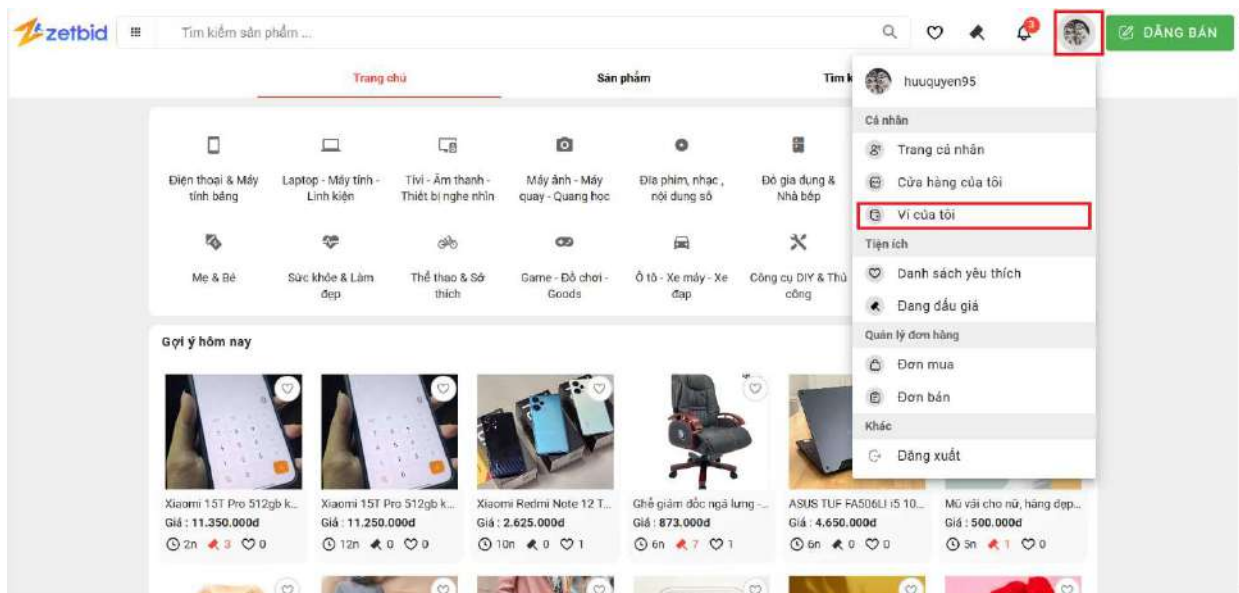 zetbid
Tìm kiếm sản phẩm ...
3
ĐĂNG BÁN
Trang chủ
Sản phẩm
Tìm k
huuquyen95
Cá nhân
Trang cá nhân
Cửa hàng của tôi
Ví của tôi
Tiện ích
Danh sách yêu thích
Đang đấu giá
Quản lý đơn hàng
Đơn mua
Đơn bán
Khác
Đăng xuất
Điện thoại & Máy
tính bảng
Laptop - Máy tính -
Linh kiện
Tivi - Âm thanh -
Thiết bị nghe nhìn
Máy ảnh - Máy
quay - Quang học
Đĩa phim, nhạc ,
nội dung số
Đồ gia dụng &
Nhà bếp
Mẹ & Bé
Sức khỏe & Làm
đẹp
Thể thao & Sở
thích
Game - Đồ chơi -
Goods
Ô tô - Xe máy - Xe
đạp
Công cụ DIY & Thủ
công
Gợi ý hôm nay
Xiaomi 15T Pro 512gb k...
Giá : 11.350.000đ
2n 3 0
Xiaomi 15T Pro 512gb k...
Giá : 11.250.000đ
12n 0 0
Xiaomi Redmi Note 12 T...
Giá : 2.625.000đ
10n 0 1
Ghế giám đốc ngả lưng -...
Giá : 873.000đ
6n 7 1
ASUS TUF FA506LI i5 10...
Giá : 4.650.000đ
6n 0 0
Mũ vải cho nữ, hàng đẹp...
Giá : 500.000đ
5n 1 0